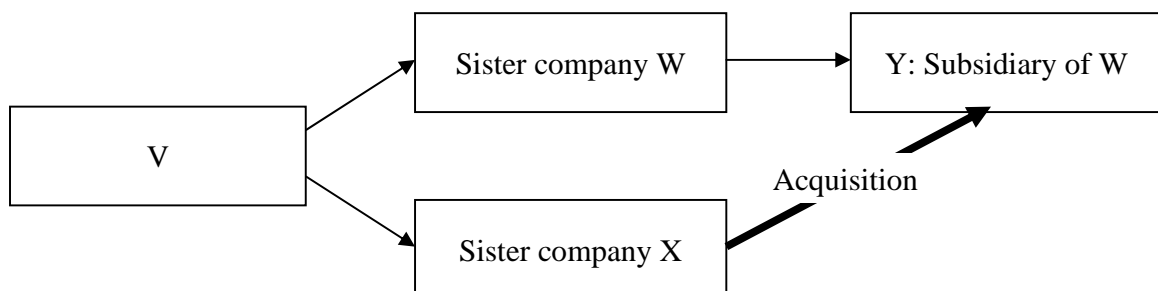 Sister company W
Y: Subsidiary of W
V
Acquisition
Sister company X